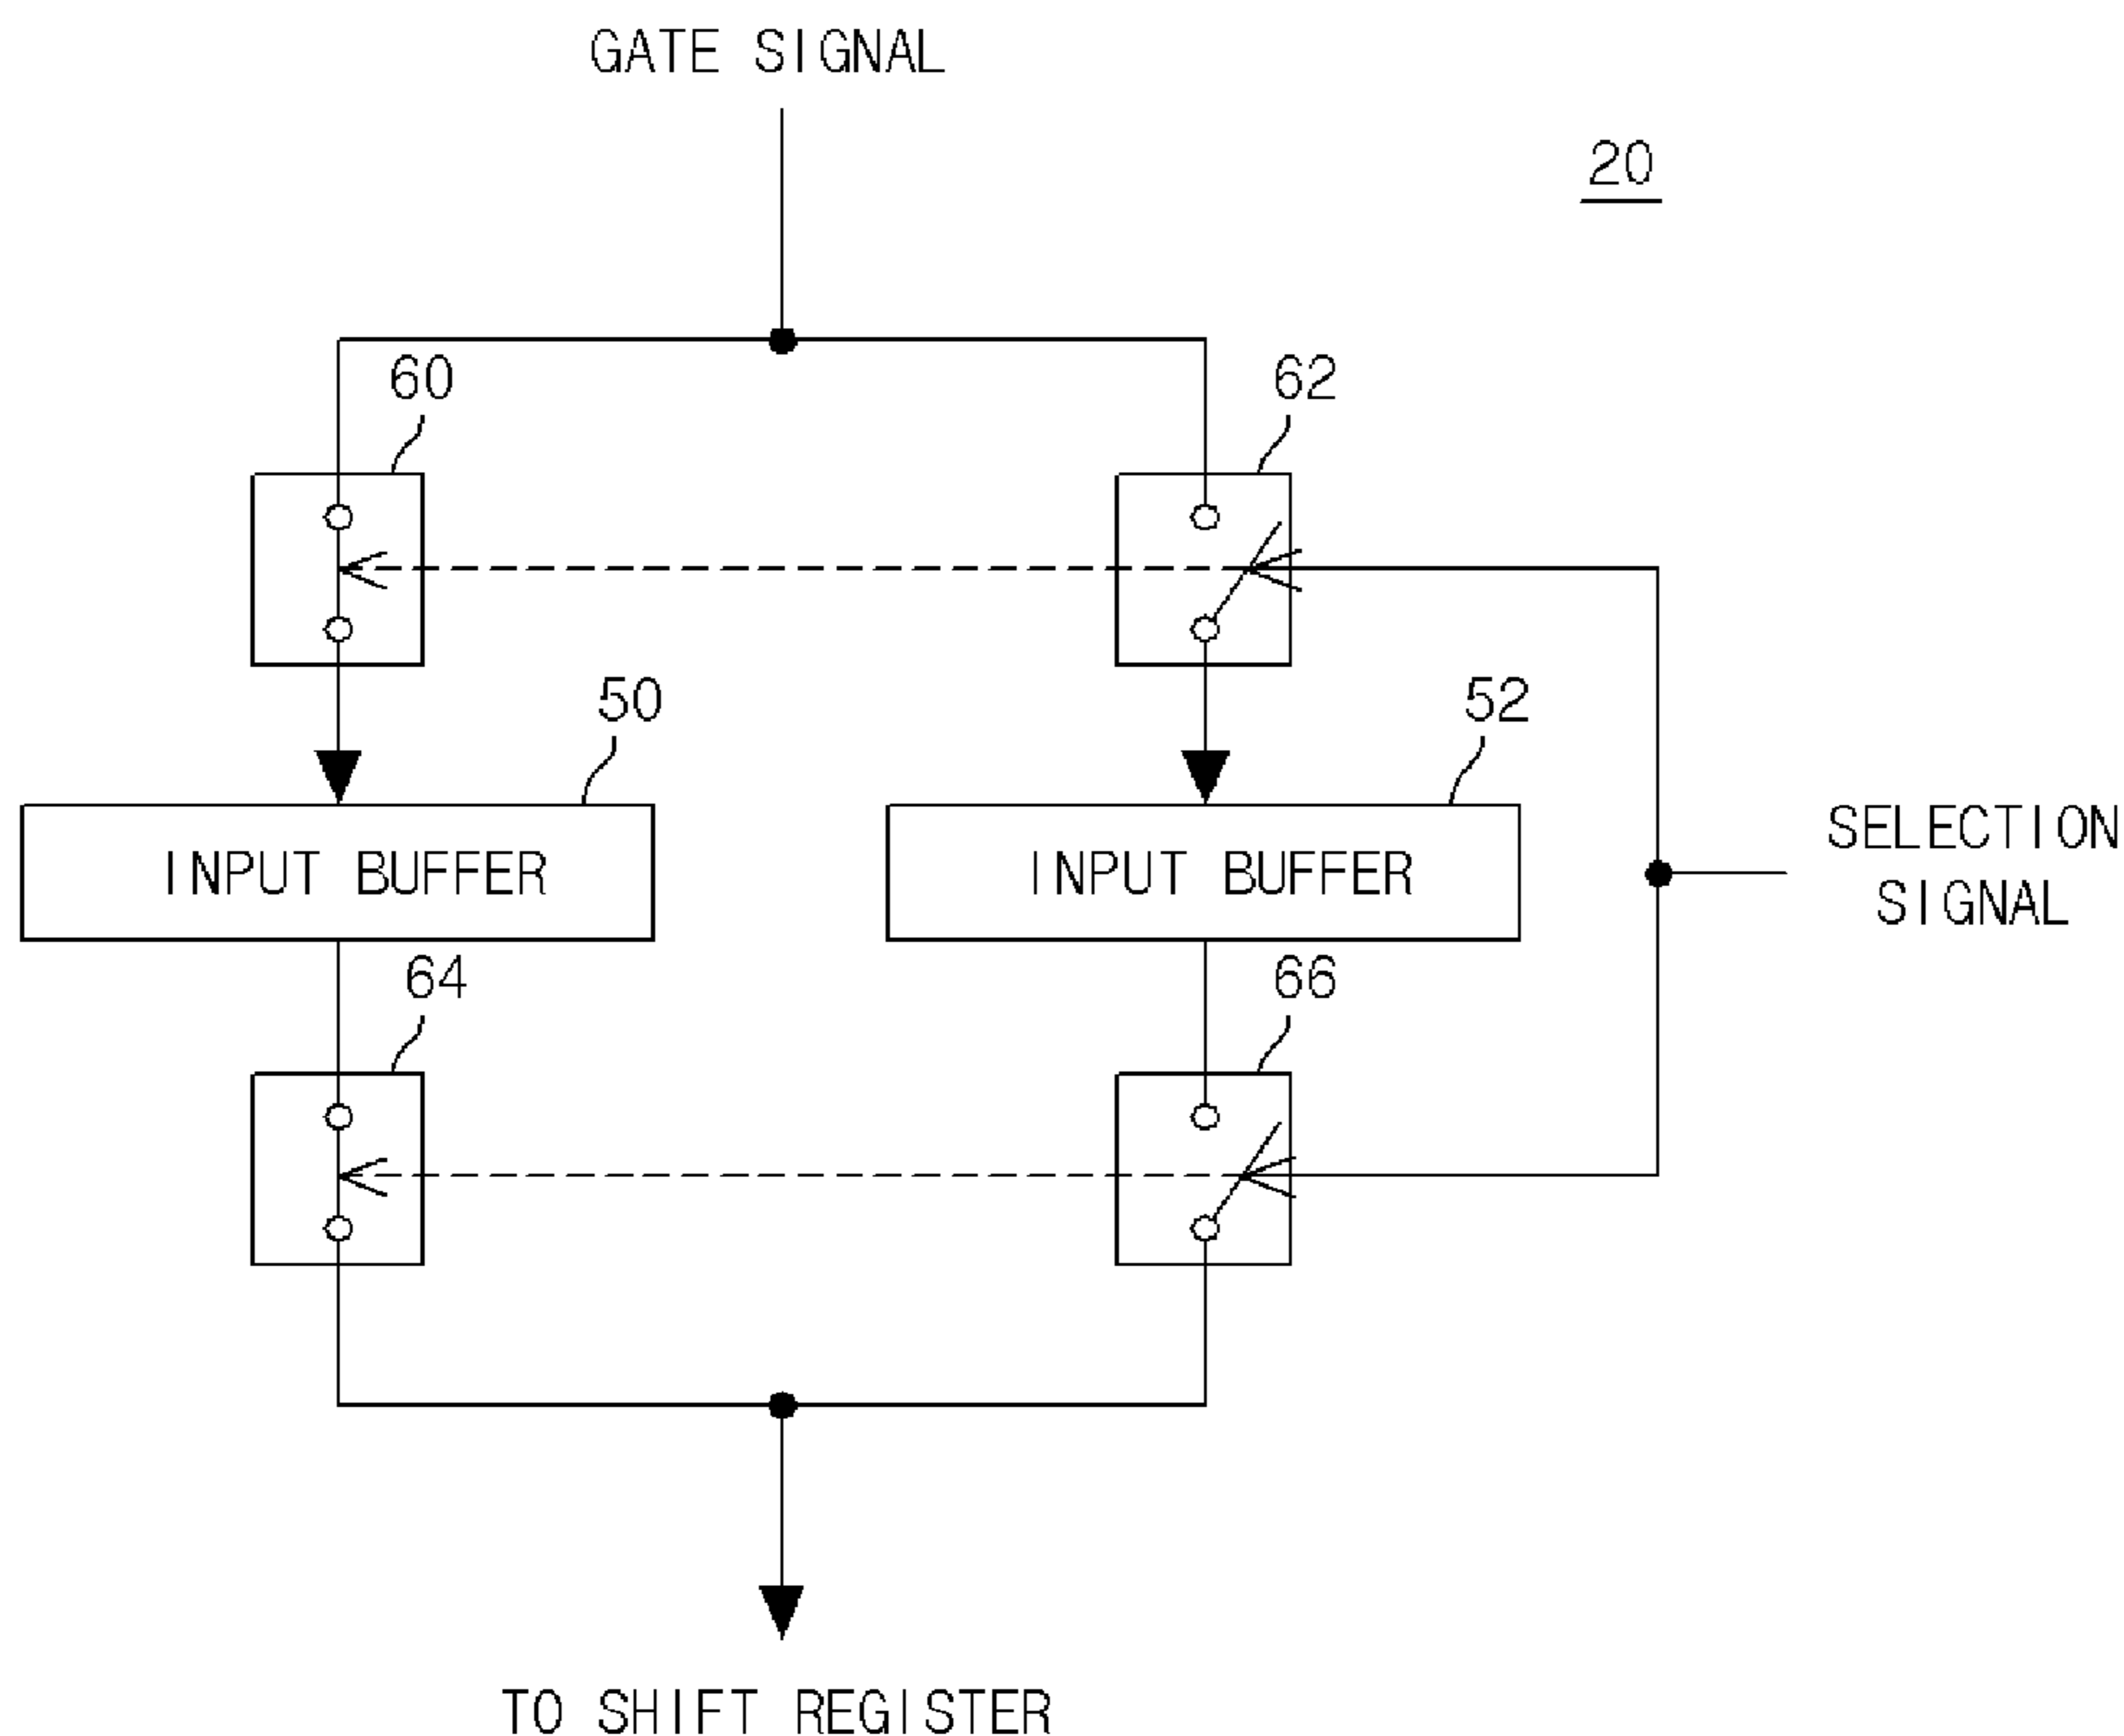 GATE SIGNAL
20
60
62
50
52
INPUT BUFFER
INPUT BUFFER
SELECTION
SIGNAL
64
66
TO SHIFT REGISTER